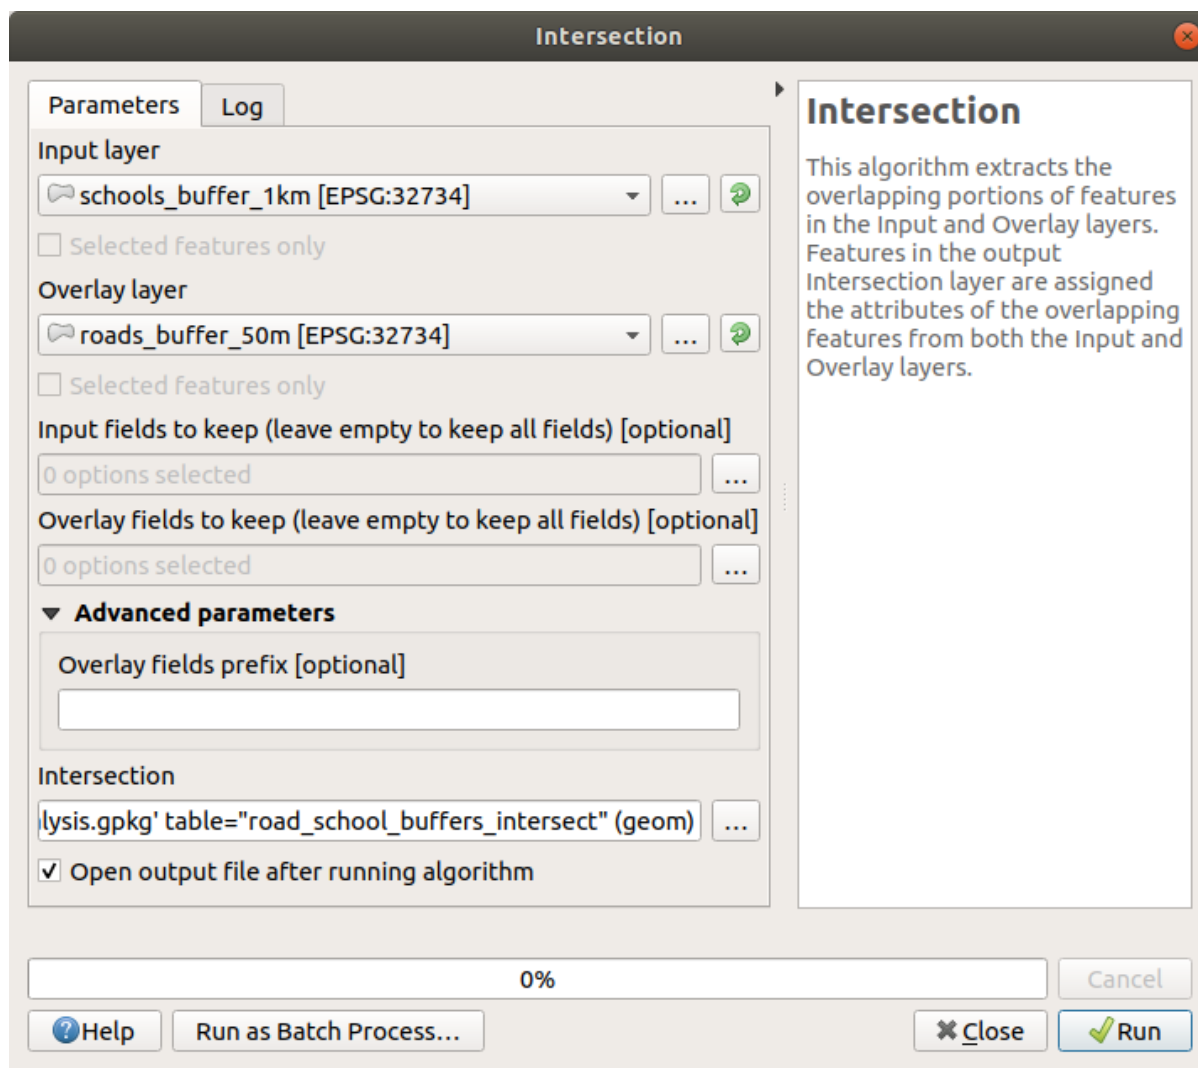 Intersection
Parameters
Log
Input layer
schools_buffer_1km [EPSG:32734]
...
Selected features only
Overlay layer
roads_buffer_50m [EPSG:32734]
...
Selected features only
Input fields to keep (leave empty to keep all fields) [optional]
0 options selected
...
Overlay fields to keep (leave empty to keep all fields) [optional]
0 options selected
...
Advanced parameters
Overlay fields prefix [optional]
Intersection
lysis.gpkg' table="road_school_buffers_intersect" (geom)
...
Open output file after running algorithm
Intersection
This algorithm extracts the
overlapping portions of features
in the Input and Overlay layers.
Features in the output
Intersection layer are assigned
the attributes of the overlapping
features from both the Input and
Overlay layers.
0%
Cancel
Help
Run as Batch Process...
Close
Run